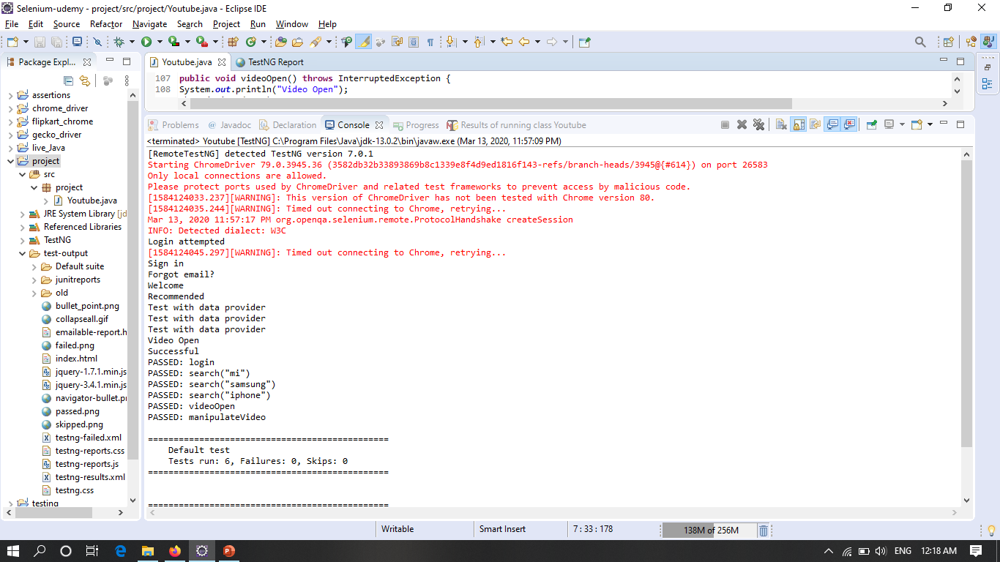 Selenium-udemy - project/src/project/Youtube.java - Eclipse IDE
File Edit Source Refactor Navigate Search Project Run Window Help
Package Expl...
assertions
chrome_driver
flipkart_chrome
gecko_driver
live_Java
project
src
project
Youtube.java
JRE System Library [jd
Referenced Libraries
TestNG
test-output
Default suite
junitreports
old
bullet_point.png
collapseall.gif
emailable-report.h
failed.png
index.html
jquery-1.7.1.min.js
jquery-3.4.1.min.js
navigator-bullet.pr
passed.png
skipped.png
testng-failed.xml
testng-reports.css
testng-reports.js
testng-results.xml
testng.css
testing
Youtube.java TestNG Report
107 public void videoOpen() throws InterruptedException {
108 System.out.println("Video Open");
Problems @ Javadoc Declaration Console Progress Results of running class Youtube
<terminated> Youtube [TestNG] C:\Program Files\Java\jdk-13.0.2\bin\javaw.exe (Mar 13, 2020, 11:57:09 PM)
[RemoteTestNG] detected TestNG version 7.0.1
Starting ChromeDriver 79.0.3945.36 (3582db32b33893869b8c1339e8f4d9ed1816f143-refs/branch-heads/3945@{#614}) on port 26583
Only local connections are allowed.
Please protect ports used by ChromeDriver and related test frameworks to prevent access by malicious code.
[1584124033.237][WARNING]: This version of ChromeDriver has not been tested with Chrome version 80.
[1584124035.244][WARNING]: Timed out connecting to Chrome, retrying...
Mar 13, 2020 11:57:17 PM org.openqa.selenium.remote.ProtocolHandshake createSession
INFO: Detected dialect: W3C
Login attempted
[1584124045.297][WARNING]: Timed out connecting to Chrome, retrying...
Sign in
Forgot email?
Welcome
Recommended
Test with data provider
Test with data provider
Test with data provider
Video Open
Successful
PASSED: login
PASSED: search("mi")
PASSED: search("samsung")
PASSED: search("iphone")
PASSED: videoOpen
PASSED: manipulateVideo
===============================================
Default test
Tests run: 6, Failures: 0, Skips: 0
===============================================
===============================================
Writable Smart Insert 7 : 33 : 178 138M of 256M
ENG 12:18 AM